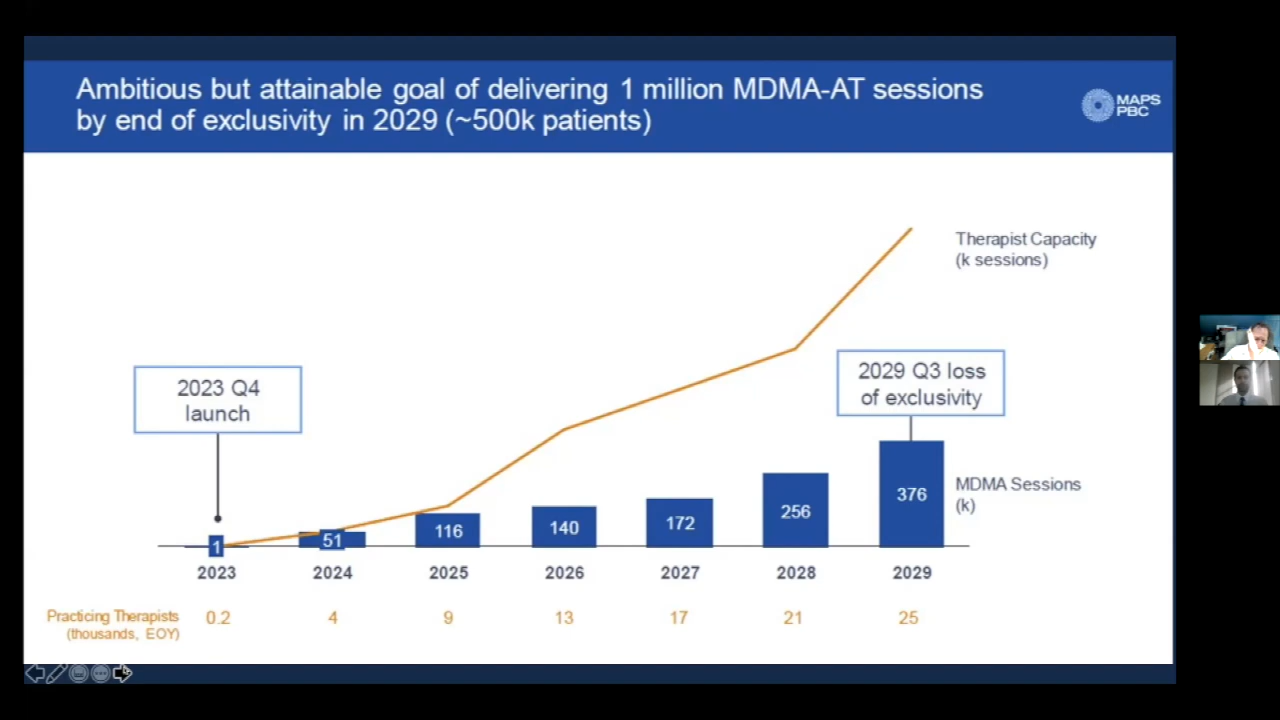 Ambitious but attainable goal of delivering 1 million MDMA-AT sessions
by end of exclusivity in 2029 (~500k patients)
MAPS
PBC
Therapist Capacity
(k sessions)
2023 Q4
launch
2029 Q3 loss
of exclusivity
MDMA Sessions
(k)
1 51 116 140 172 256 376
2023 2024 2025 2026 2027 2028 2029
Practicing Therapists
(thousands, EOY)
0.2 4 9 13 17 21 25